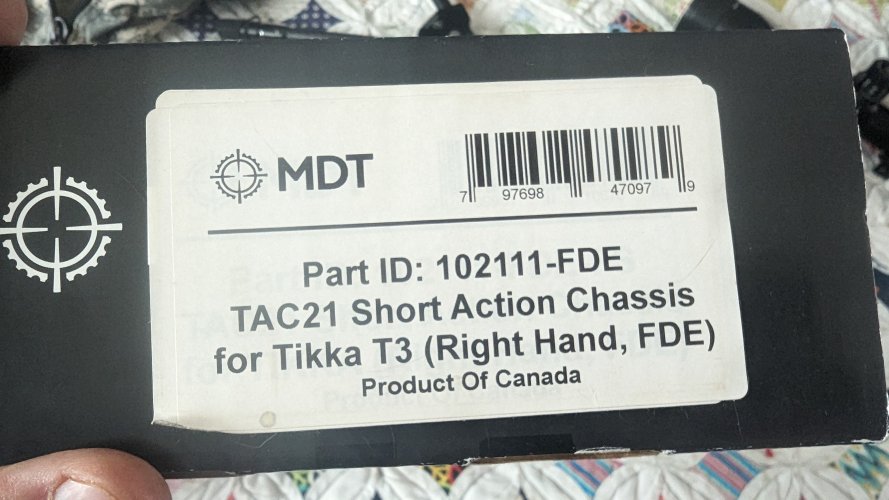 MDT
7 97698 47097 9
Part ID: 102111-FDE
TAC21 Short Action Chassis
for Tikka T3 (Right Hand, FDE)
Product Of Canada